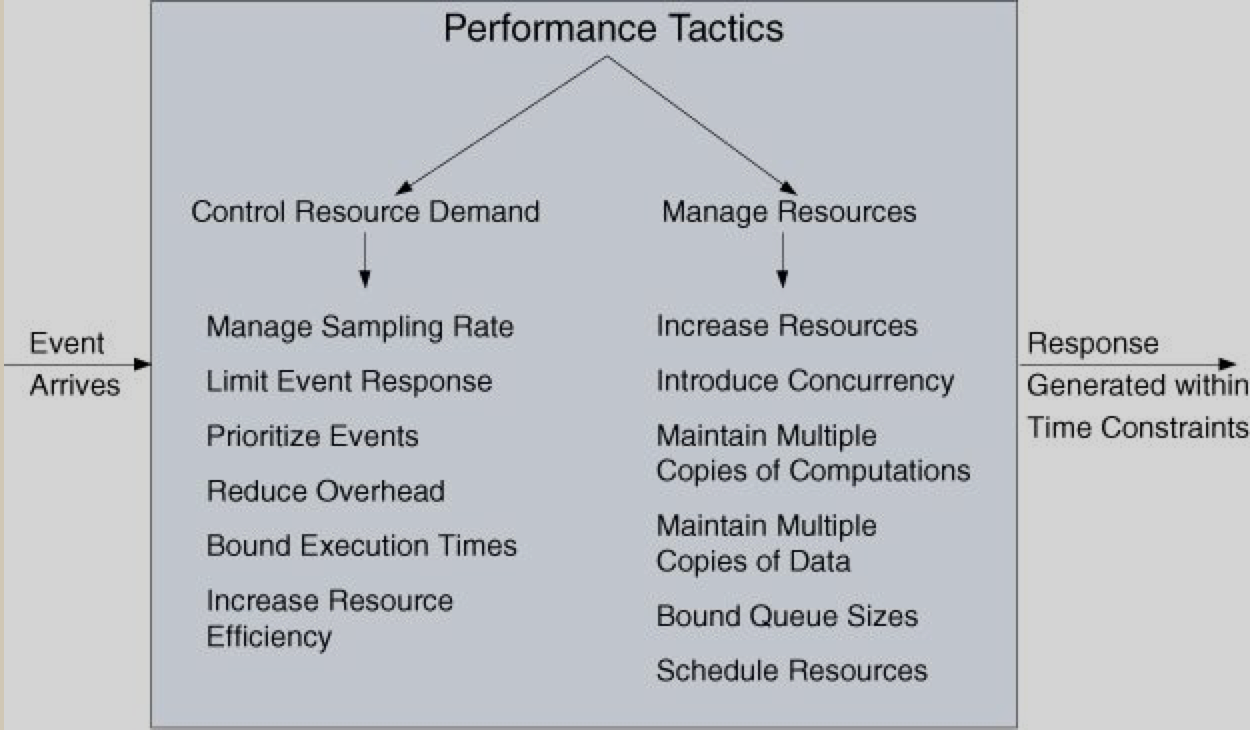 Performance Tactics
Control Resource Demand
Manage Resources
Event
Arrives
Manage Sampling Rate
Limit Event Response
Prioritize Events
Reduce Overhead
Bound Execution Times
Increase Resource
Efficiency
Increase Resources
Introduce Concurrency
Maintain Multiple
Copies of Computations
Maintain Multiple
Copies of Data
Bound Queue Sizes
Schedule Resources
Response
Generated within
Time Constraints